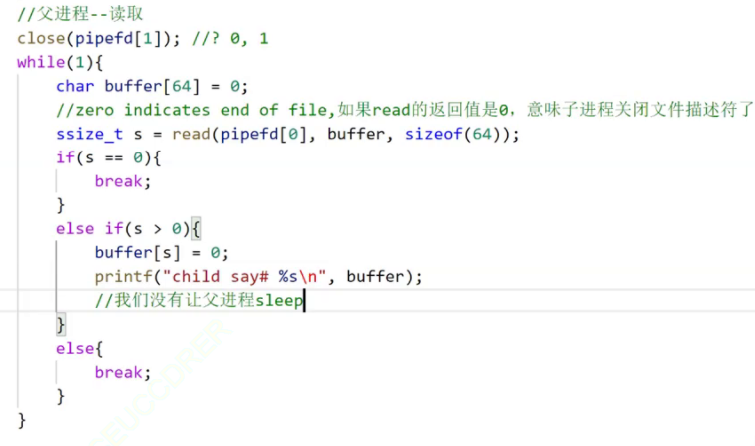 //父进程--读取
close(pipefd[1]); //? 0, 1
while(1){
    char buffer[64] = 0;
    //zero indicates end of file,如果read的返回值是0，意味子进程关闭文件描述符了
    ssize_t s = read(pipefd[0], buffer, sizeof(64));
    if(s == 0){
        break;
    }
    else if(s > 0){
        buffer[s] = 0;
        printf("child say# %s\n", buffer);
        //我们没有让父进程sleep
    }
    else{
        break;
    }
}